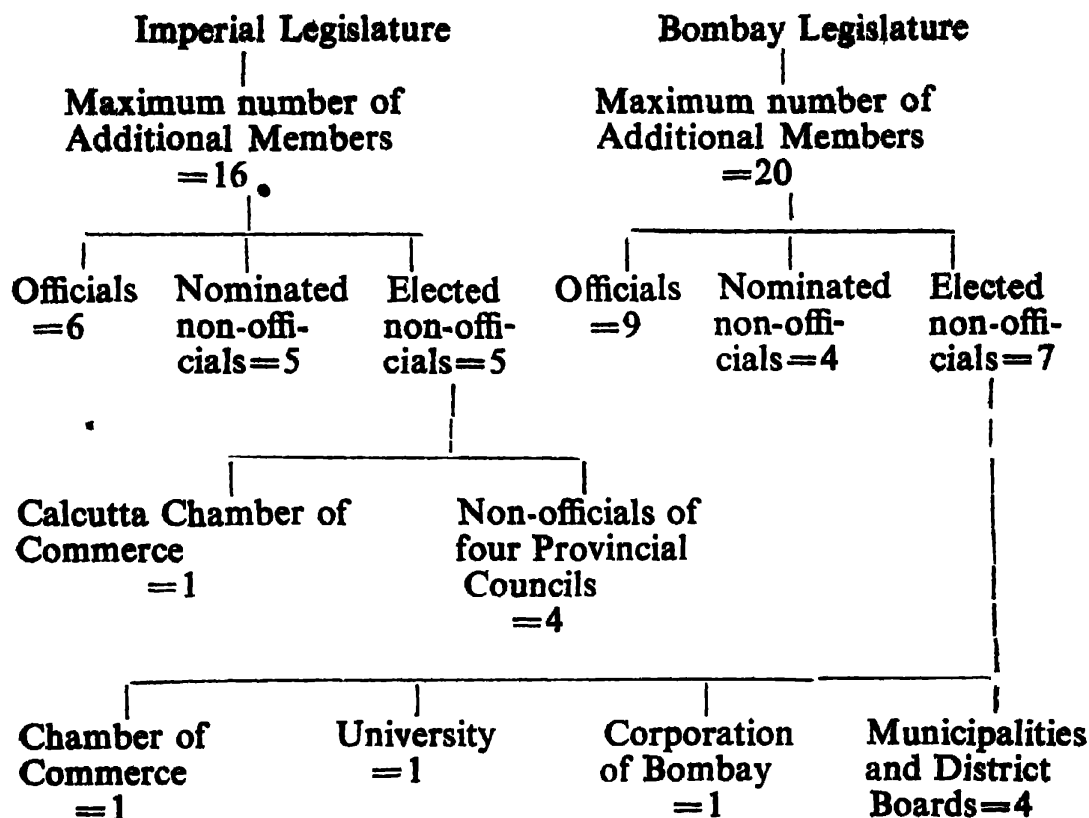 Imperial Legislature
Maximum number of
Additional Members
=16
Officials
=6
Nominated
non-offi-
cials=5
Elected
non-offi-
cials=5
Calcutta Chamber of
Commerce
=1
Non-officials of
four Provincial
Councils
=4
Bombay Legislature
Maximum number of
Additional Members
=20
Officials
=9
Nominated
non-offi-
cials=4
Elected
non-offi-
cials=7
Chamber of
Commerce
=1
University
=1
Corporation
of Bombay
=1
Municipalities
and District
Boards=4